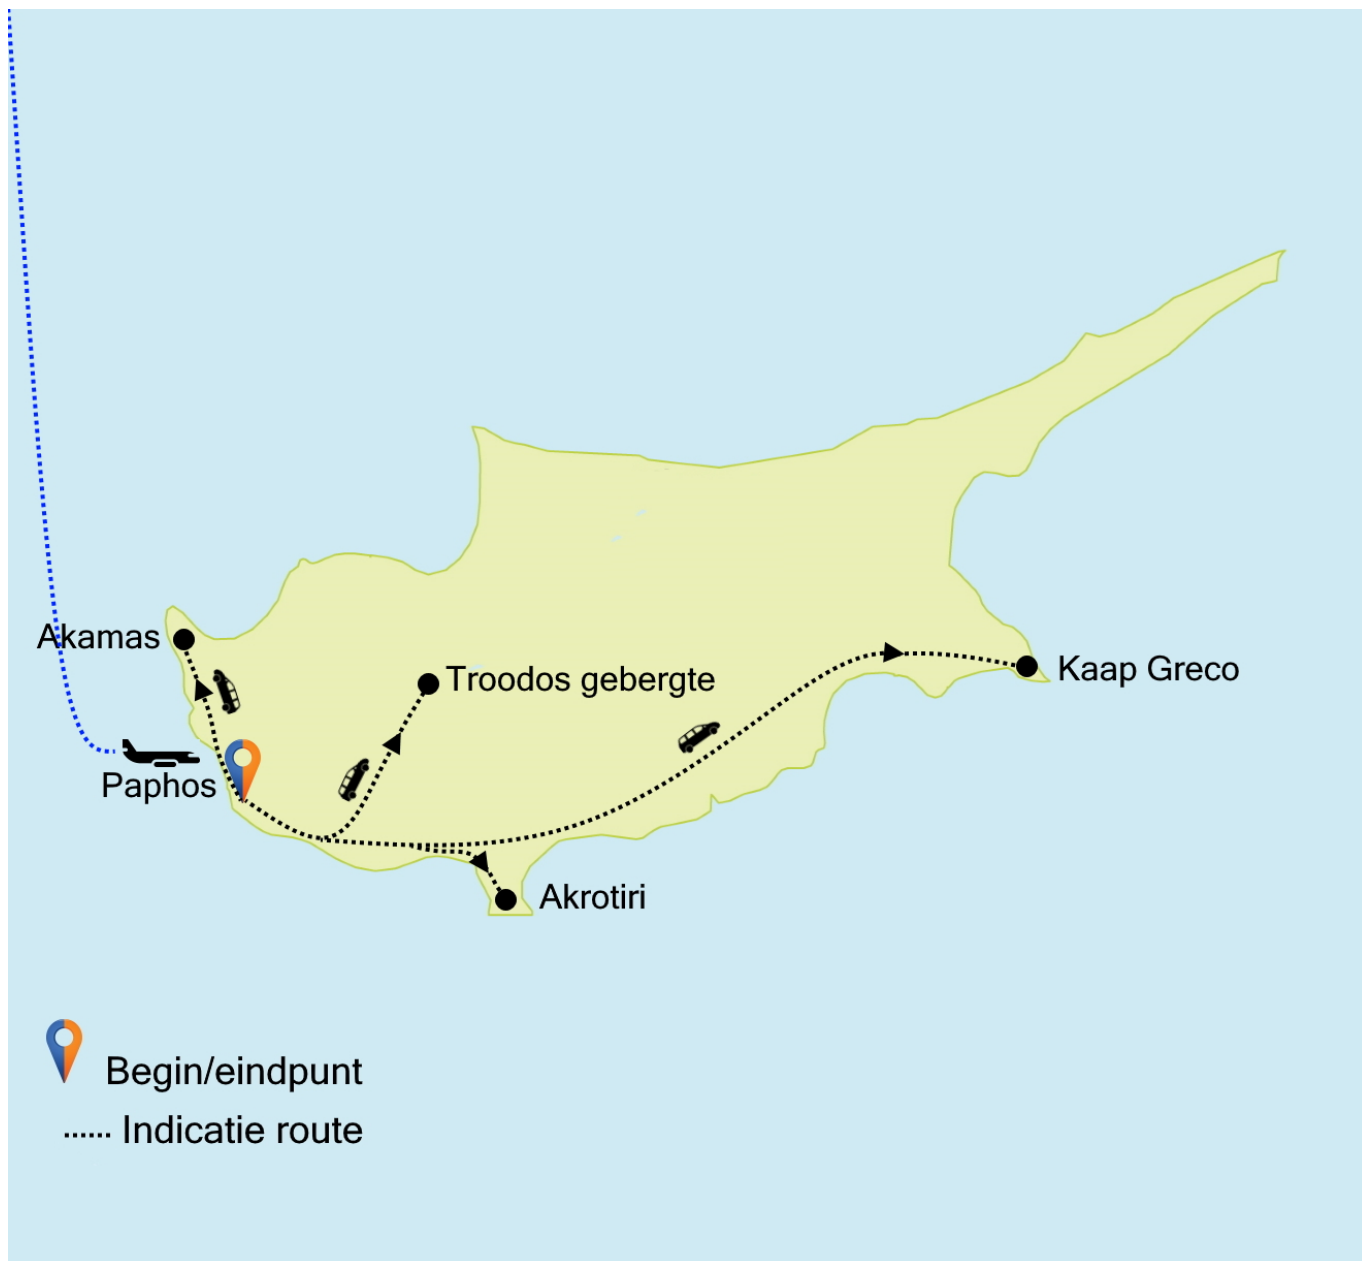 Akamas
Troodos gebergte
Kaap Greco
Paphos
Akrotiri
Begin/eindpunt
Indicatie route